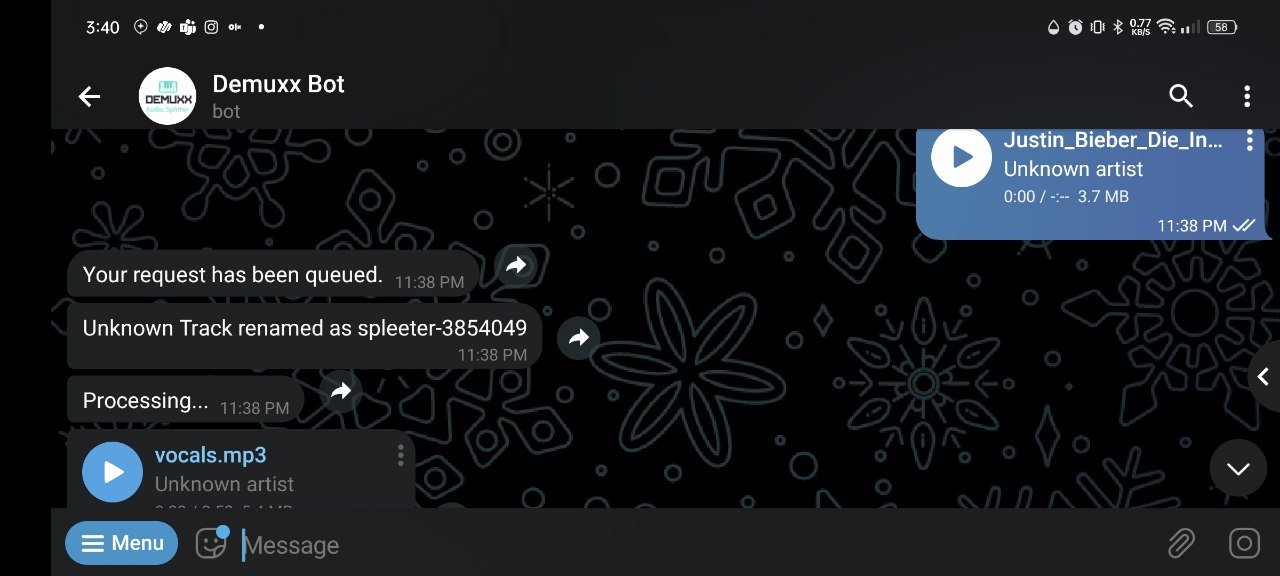 3:40
0.77
KB/S
58
DEMUXX
Audio Splitter
Demuxx Bot
bot
Justin_Bieber_Die_In...
Unknown artist
0:00 / -:-- 3.7 MB
11:38 PM
Your request has been queued. 11:38 PM
Unknown Track renamed as spleeter-3854049
11:38 PM
Processing... 11:38 PM
vocals.mp3
Unknown artist
Menu
Message